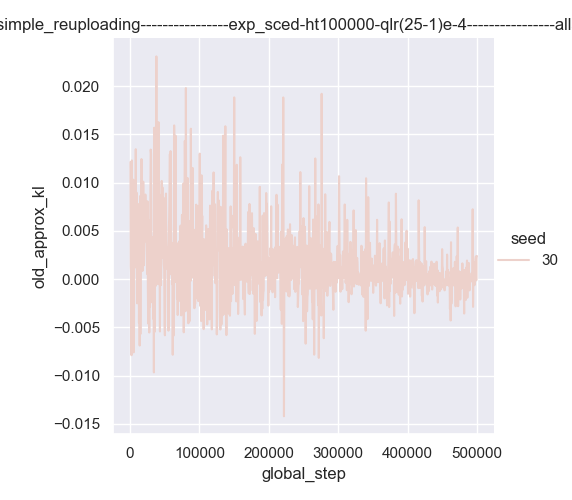 simple_reuploading----------------exp_sced-ht100000-qlr(25-1)e-4----------------all
0.020
0.015
0.010
0.005
0.000
−0.005
−0.010
−0.015
old_approx_kl
0 100000 200000 300000 400000 500000
global_step
seed
30